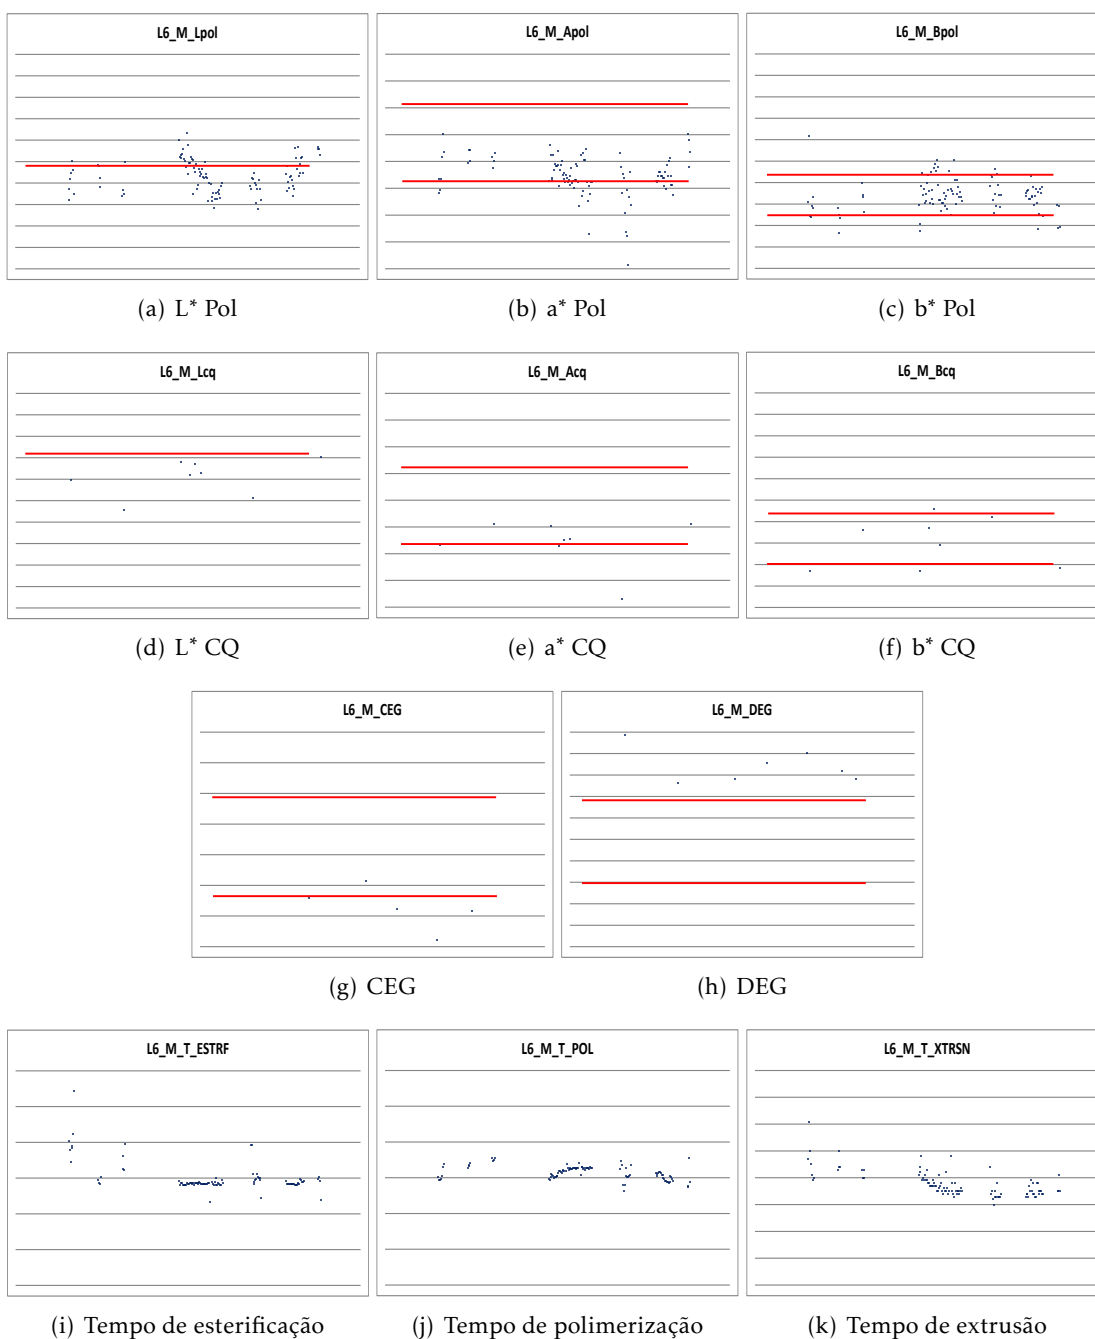 L6_M_Lpol L6_M_Apol L6_M_Bpol
(a) L* Pol (b) a* Pol (c) b* Pol
L6_M_Lcq L6_M_Acq L6_M_Bcq
(d) L* CQ (e) a* CQ (f) b* CQ
L6_M_CEG L6_M_DEG
(g) CEG (h) DEG
L6_M_T_ESTRF L6_M_T_POL L6_M_T_XTRSN
(i) Tempo de esterificação (j) Tempo de polimerização (k) Tempo de extrusão